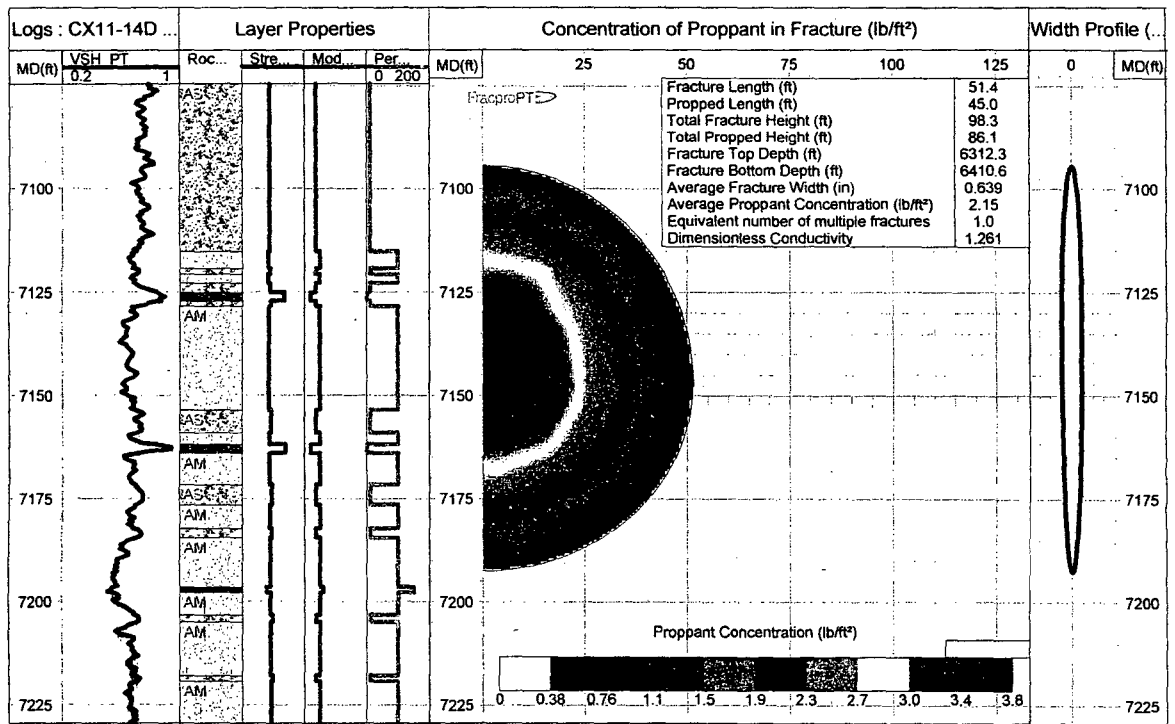 Logs : CX11-14D ...
Layer Properties
Concentration of Proppant in Fracture (lb/ft²)
Width Profile (...
MD(ft)
VSH_PT
0.2 1
Roc...
Stre...
Mod...
Per...
0 200
MD(ft)
25 50 75 100 125
0
MD(ft)
FracproPT
Fracture Length (ft) 51.4
Propped Length (ft) 45.0
Total Fracture Height (ft) 98.3
Total Propped Height (ft) 86.1
Fracture Top Depth (ft) 6312.3
Fracture Bottom Depth (ft) 6410.6
Average Fracture Width (in) 0.639
Average Proppant Concentration (lb/ft²) 2.15
Equivalent number of multiple fractures 1.0
Dimensionless Conductivity 1.261
7100 7100 7100
7125 7125 7125
AM
7150 7150 7150
AM
7175 7175 7175
AM
AM
7200 7200 7200
AM
AM
AM
7225 7225 7225
Proppant Concentration (lb/ft²)
0 0.38 0.76 1.1 1.5 1.9 2.3 2.7 3.0 3.4 3.8